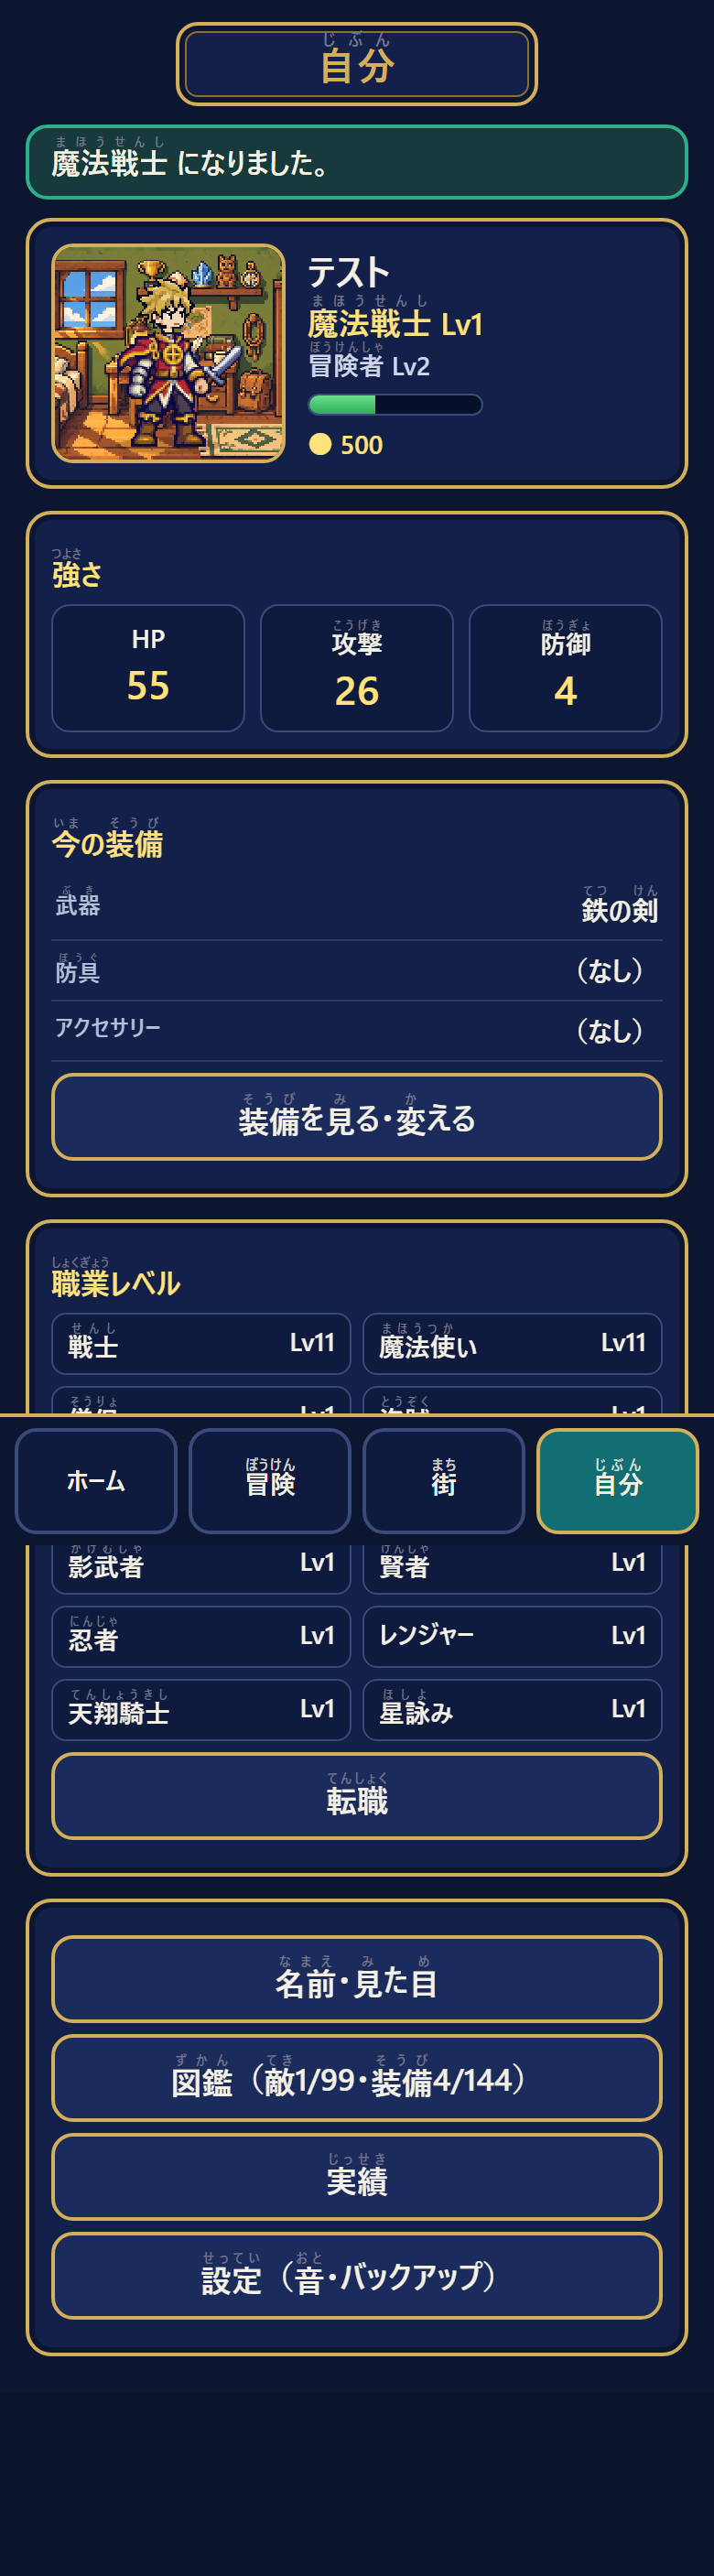 じぶん
自分
まほうせんし
魔法戦士 になりました。
テスト
まほうせんし
魔法戦士 Lv1
ぼうけんしゃ
冒険者 Lv2
500
つよさ
強さ
HP
55
こうげき
攻撃
26
ぼうぎょ
防御
4
いま そうび
今の装備
ぶき
武器
てつ けん
鉄の剣
ぼうぐ
防具
（なし）
アクセサリー
（なし）
そうび み か
装備を見る・変える
しょくぎょう
職業レベル
せんし
戦士 Lv11
まほうつか
魔法使い Lv11
そうりょ
とうぞく
ホーム
ぼうけん
冒険
まち
街
じぶん
自分
かげむしゃ
影武者 Lv1
けんじゃ
賢者 Lv1
にんじゃ
忍者 Lv1
レンジャー Lv1
てんしょうきし
天翔騎士 Lv1
ほしよ
星詠み Lv1
てんしょく
転職
なまえ み め
名前・見た目
ずかん てき そうび
図鑑（敵1/99・装備4/144）
じっせき
実績
せってい おと
設定（音・バックアップ）